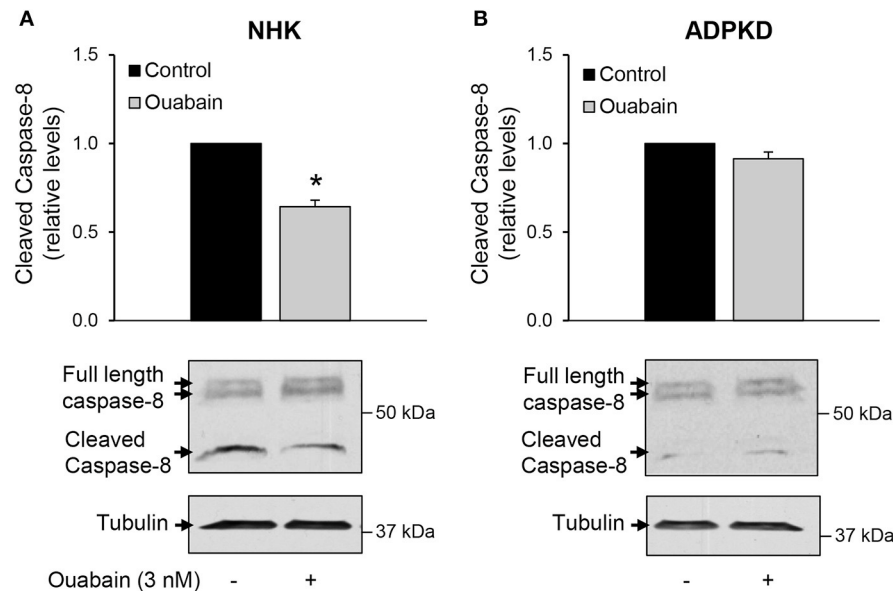 A
NHK
Cleaved Caspase-8
(relative levels)
1.5
1.0
0.5
0.0
Control
Ouabain
*
Full length
caspase-8
50 kDa
Cleaved
Caspase-8
Tubulin
37 kDa
Ouabain (3 nM) - +
B
ADPKD
Cleaved Caspase-8
(relative levels)
1.5
1.0
0.5
0.0
Control
Ouabain
Full length
caspase-8
50 kDa
Cleaved
Caspase-8
Tubulin
37 kDa
- +